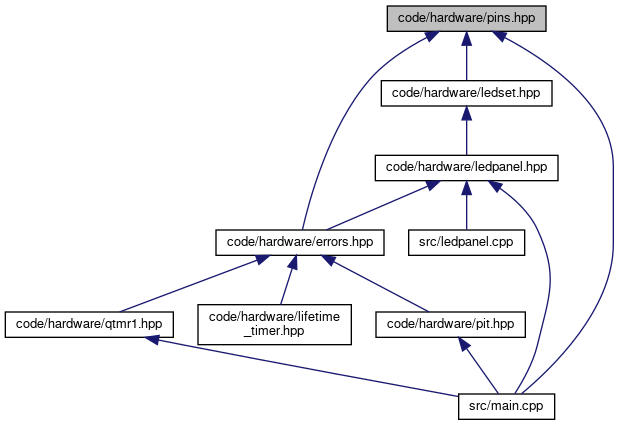 code/hardware/pins.hpp
code/hardware/ledset.hpp
code/hardware/ledpanel.hpp
code/hardware/errors.hpp
src/ledpanel.cpp
code/hardware/qtmr1.hpp
code/hardware/lifetime
_timer.hpp
code/hardware/pit.hpp
src/main.cpp